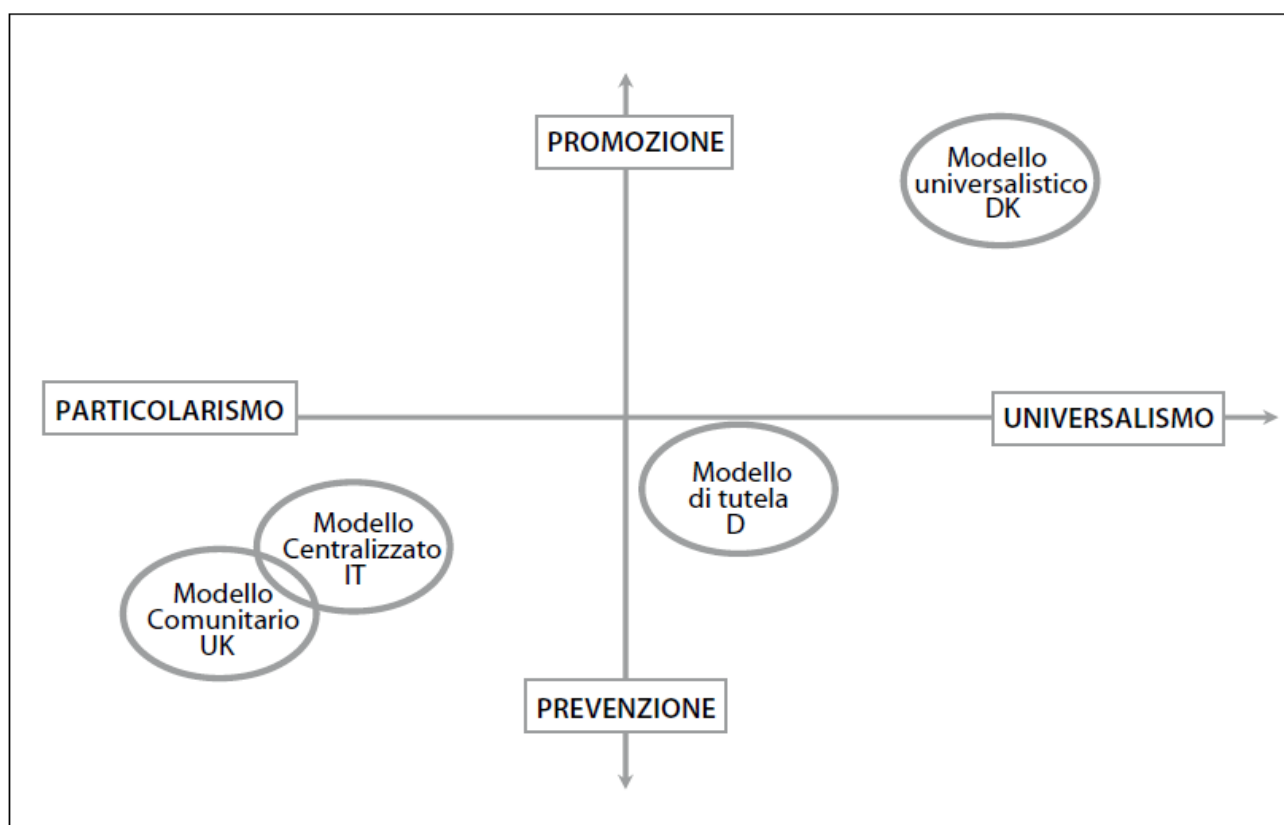 PROMOZIONE
Modello
universalistico
DK
PARTICOLARISMO
UNIVERSALISMO
Modello
di tutela
D
Modello
Centralizzato
IT
Modello
Comunitario
UK
PREVENZIONE